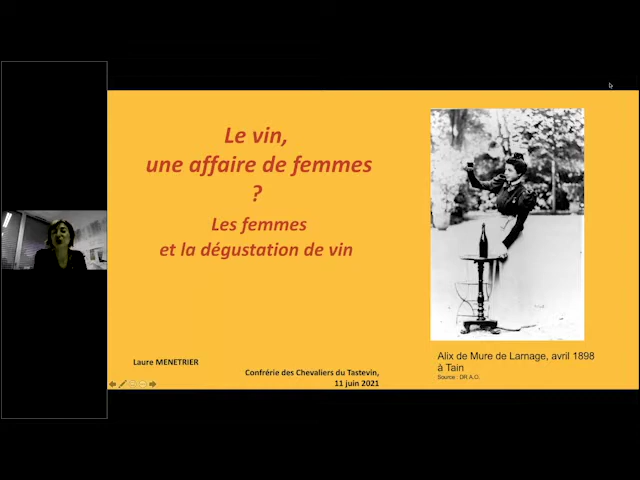 Le vin,
une affaire de femmes
?
Les femmes
et la dégustation de vin
Alix de Mure de Larnage, avril 1898
à Tain
Source : DR A.O.
Laure MENETRIER
Confrérie des Chevaliers du Tastevin,
11 juin 2021